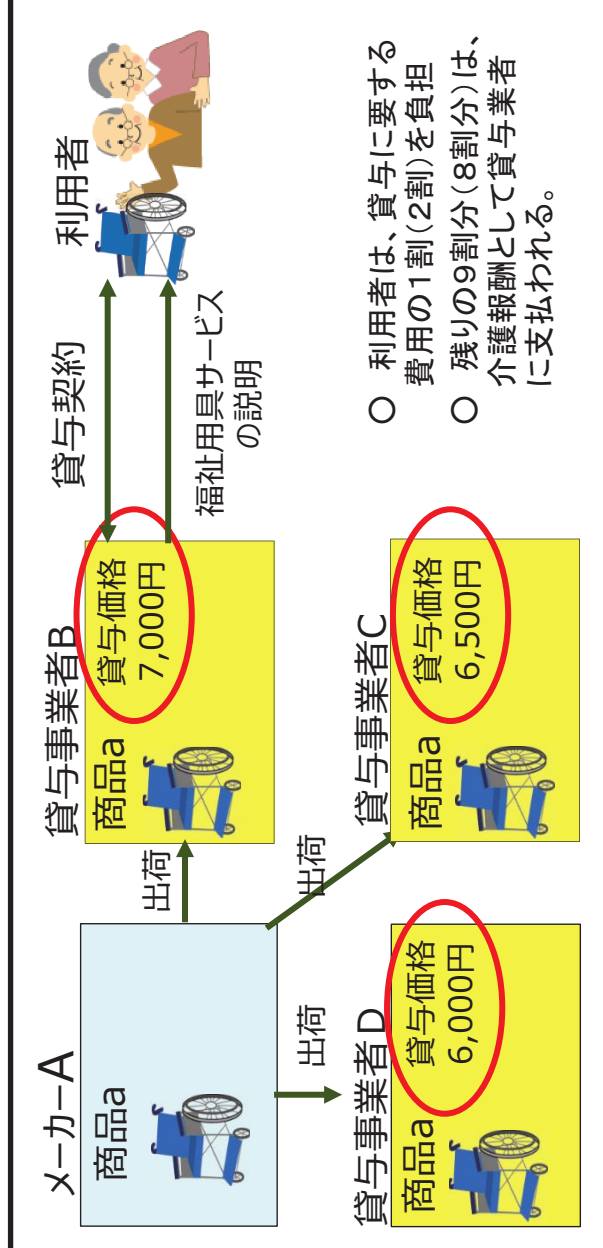 メーカーA
商品a
出荷
出荷
出荷
貸与事業者B
商品a
貸与価格
7,000円
貸与事業者C
商品a
貸与価格
6,500円
貸与事業者D
商品a
貸与価格
6,000円
貸与契約
福祉用具サービス
の説明
利用者
○ 利用者は、貸与に要する
費用の1割(2割)を負担
○ 残りの9割分(8割分)は、
介護報酬として貸与業者
に支払われる。